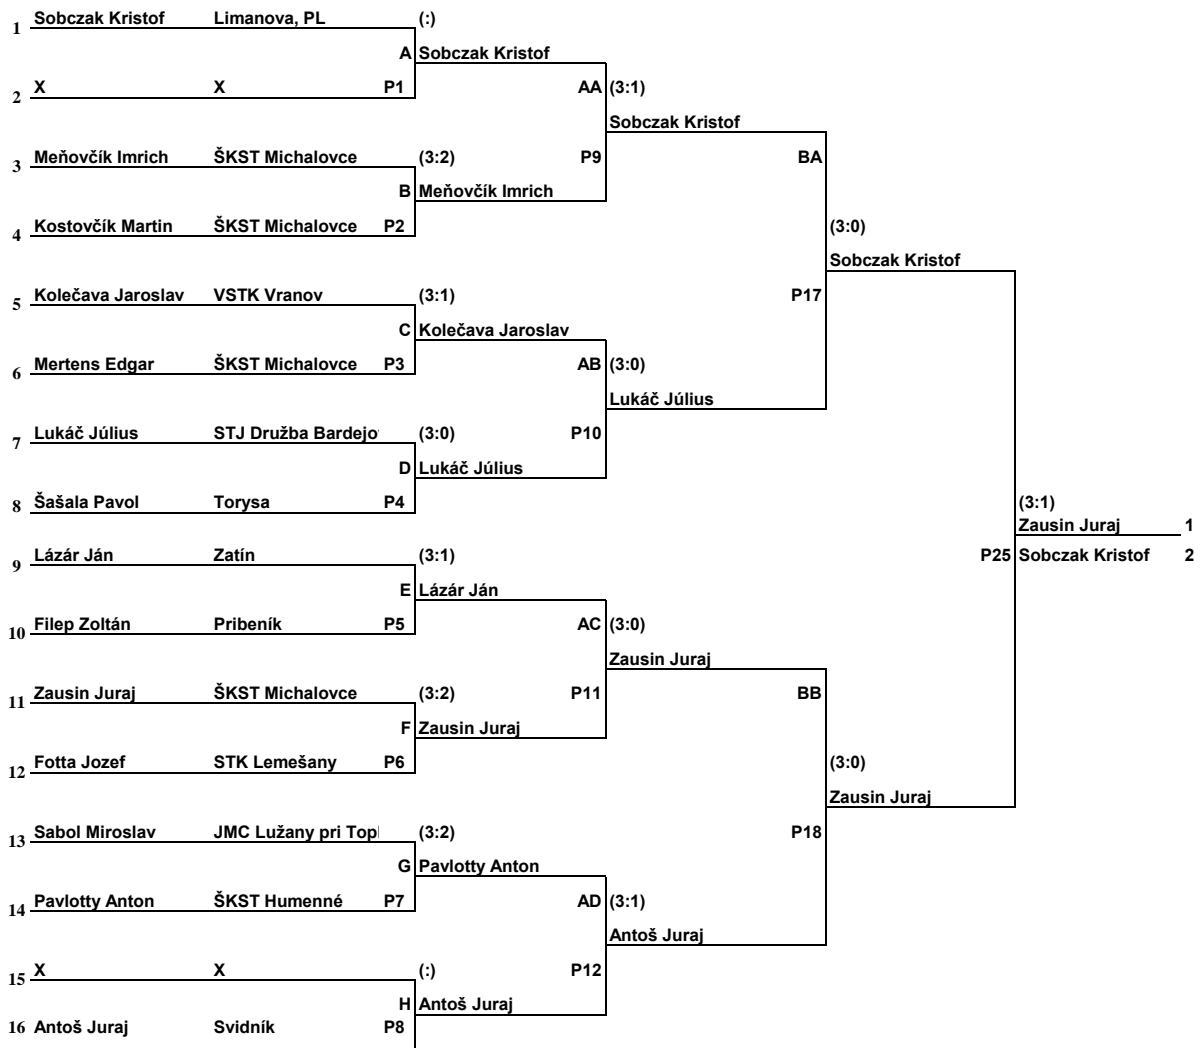 1 Sobczak Kristof Limanova, PL (:)
A Sobczak Kristof
2 X X P1 AA (3:1)
Sobczak Kristof
3 Meňovčík Imrich ŠKST Michalovce (3:2) P9 BA
B Meňovčík Imrich
4 Kostovčík Martin ŠKST Michalovce P2 (3:0)
Sobczak Kristof
5 Kolečava Jaroslav VSTK Vranov (3:1) P17
C Kolečava Jaroslav
6 Mertens Edgar ŠKST Michalovce P3 AB (3:0)
Lukáč Július
7 Lukáč Július STJ Družba Bardejo (3:0) P10
D Lukáč Július
8 Šašala Pavol Torysa P4 (3:1)
Zausin Juraj 1
9 Lázár Ján Zatín (3:1) P25 Sobczak Kristof 2
E Lázár Ján
10 Filep Zoltán Pribeník P5 AC (3:0)
Zausin Juraj
11 Zausin Juraj ŠKST Michalovce (3:2) P11 BB
F Zausin Juraj
12 Fotta Jozef STK Lemešany P6 (3:0)
Zausin Juraj
13 Sabol Miroslav JMC Lužany pri Top (3:2) P18
G Pavlotty Anton
14 Pavlotty Anton ŠKST Humenné P7 AD (3:1)
Antoš Juraj
15 X X (:) P12
H Antoš Juraj
16 Antoš Juraj Svidník P8